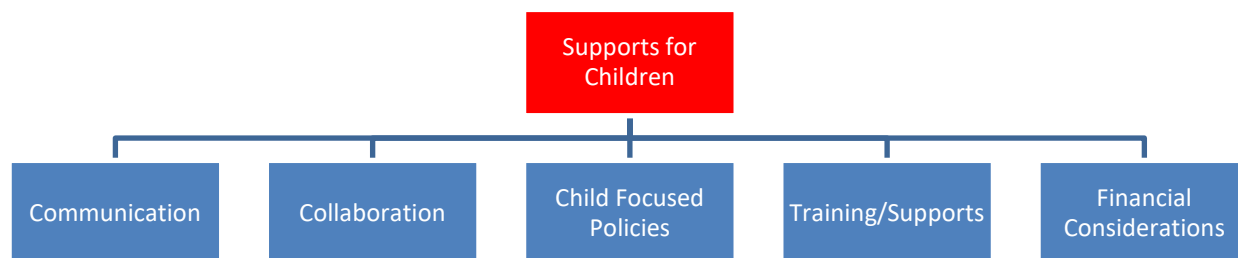 Supports for
Children
Communication
Collaboration
Child Focused
Policies
Training/Supports
Financial
Considerations